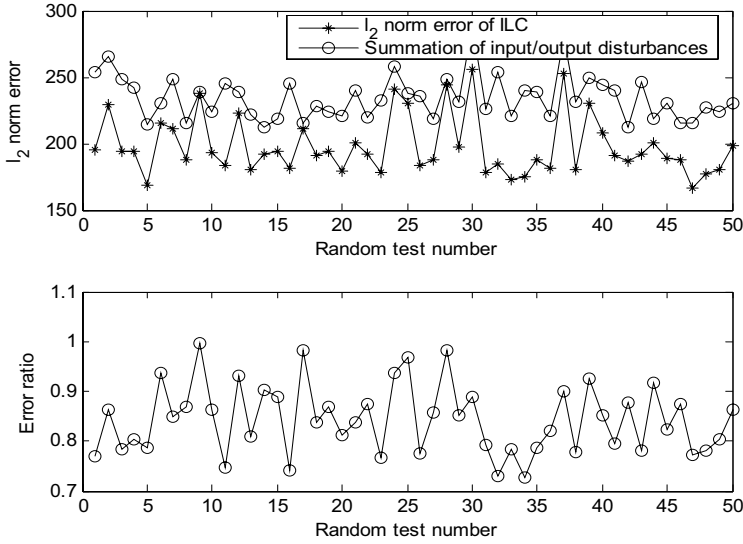 l2 norm error of ILC
Summation of input/output disturbances
300
250
200
150
l2 norm error
0 5 10 15 20 25 30 35 40 45 50
Random test number
1.1
1
0.9
0.8
0.7
Error ratio
0 5 10 15 20 25 30 35 40 45 50
Random test number